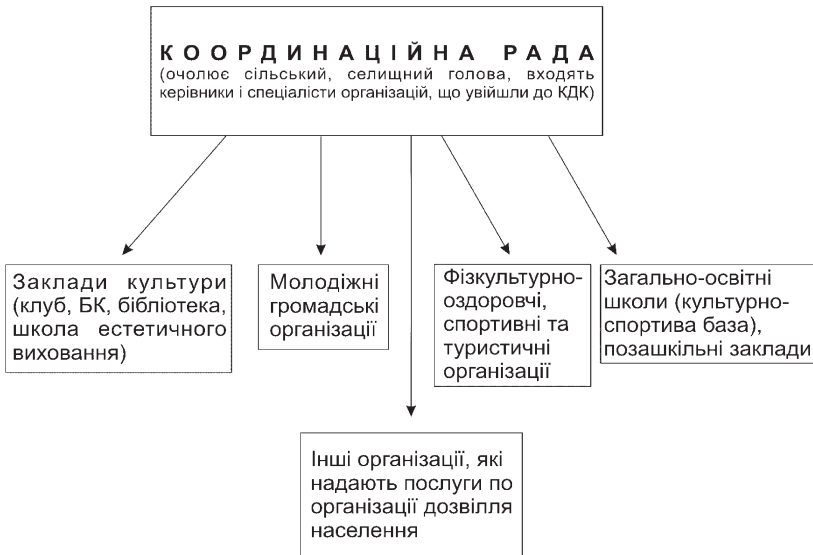 КООРДИНАЦІЙНА РАДА
(очолює сільський, селищний голова, входять
керівники і спеціалісти організацій, що увійшли до КДК)
Заклади культури
(клуб, БК, бібліотека,
школа естетичного
виховання)
Молодіжні
громадські
організації
Фізкультурно-
оздоровчі,
спортивні та
туристичні
організації
Загально-освітні
школи (культурно-
спортива база),
позашкільні заклади
Інші організації, які
надають послуги по
організації дозвілля
населення